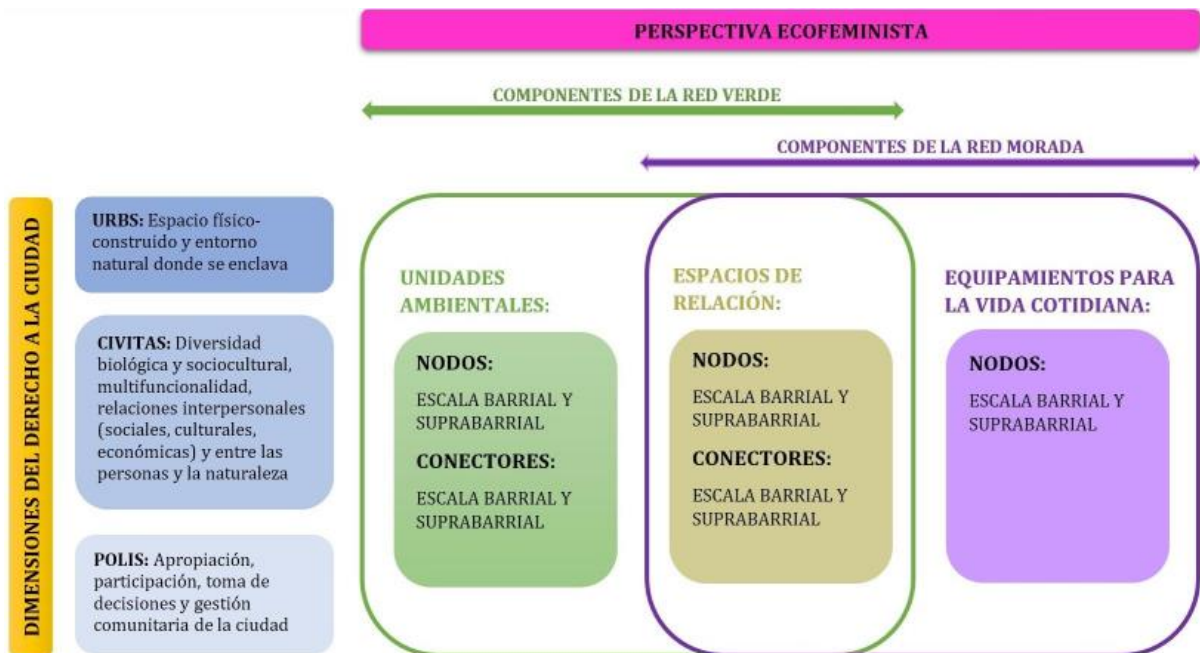 PERSPECTIVA ECOFEMINISTA
COMPONENTES DE LA RED VERDE
COMPONENTES DE LA RED MORADA
DIMENSIONES DEL DERECHO A LA CIUDAD
URBS: Espacio físico-
construido y entorno
natural donde se enclava
CIVITAS: Diversidad
biológica y sociocultural,
multifuncionalidad,
relaciones interpersonales
(sociales, culturales,
económicas) y entre las
personas y la naturaleza
POLIS: Apropiación,
participación, toma de
decisiones y gestión
comunitaria de la ciudad
UNIDADES
AMBIENTALES:
NODOS:
ESCALA BARRIAL Y
SUPRABARRIAL
CONECTORES:
ESCALA BARRIAL Y
SUPRABARRIAL
ESPACIOS DE
RELACIÓN:
NODOS:
ESCALA BARRIAL Y
SUPRABARRIAL
CONECTORES:
ESCALA BARRIAL Y
SUPRABARRIAL
EQUIPAMIENTOS PARA
LA VIDA COTIDIANA:
NODOS:
ESCALA BARRIAL Y
SUPRABARRIAL